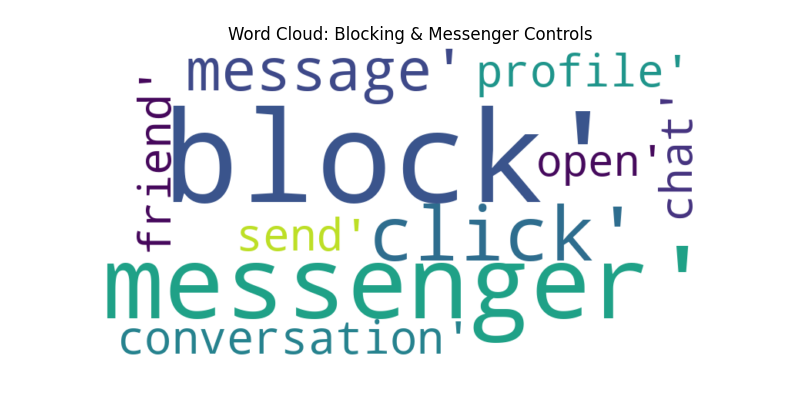 Word Cloud: Blocking & Messenger Controls
message'
profile'
friend'
block'
open'
chat'
send'
click'
messenger'
conversation'